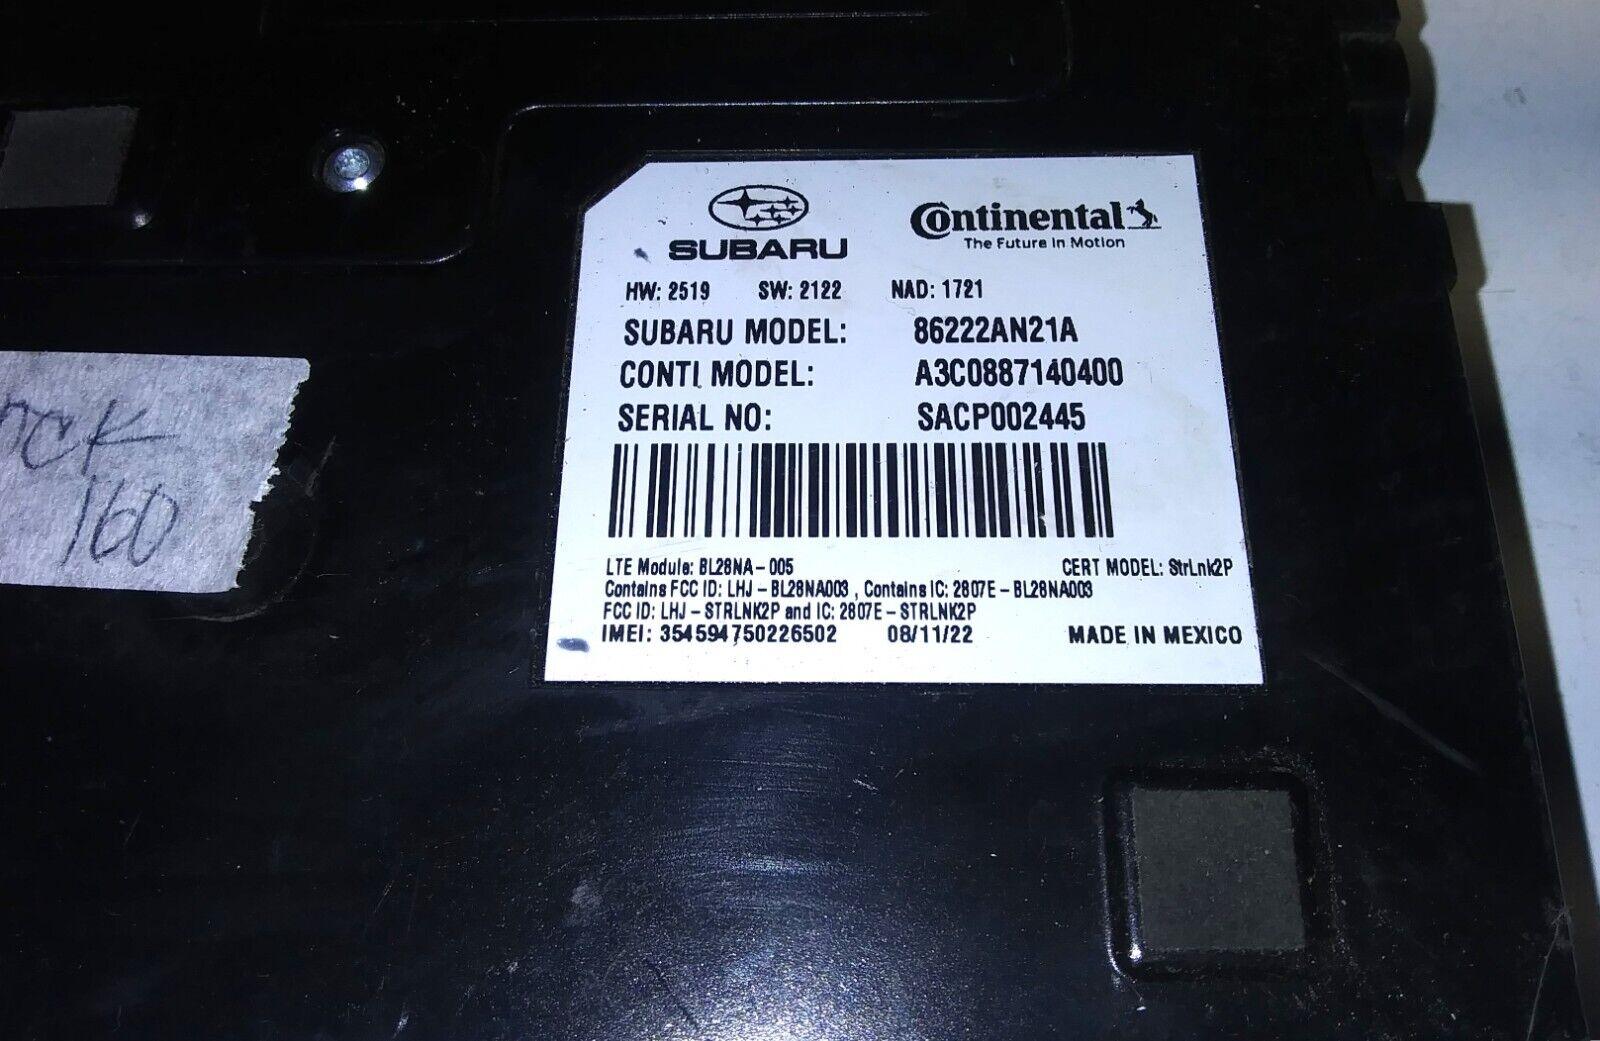 SUBARU
Continental
The Future in Motion
HW: 2519 SW: 2122 NAD: 1721
SUBARU MODEL: 86222AN21A
CONTI MODEL: A3C0887140400
SERIAL NO: SACP002445
LTE Module: BL28NA-005 CERT MODEL: StrLnk2P
Contains FCC ID: LHJ-BL28NA003, Contains IC: 2807E-BL28NA003
FCC ID: LHJ-STRLNK2P and IC: 2807E-STRLNK2P
IMEI: 354594750226502 08/11/22 MADE IN MEXICO
160